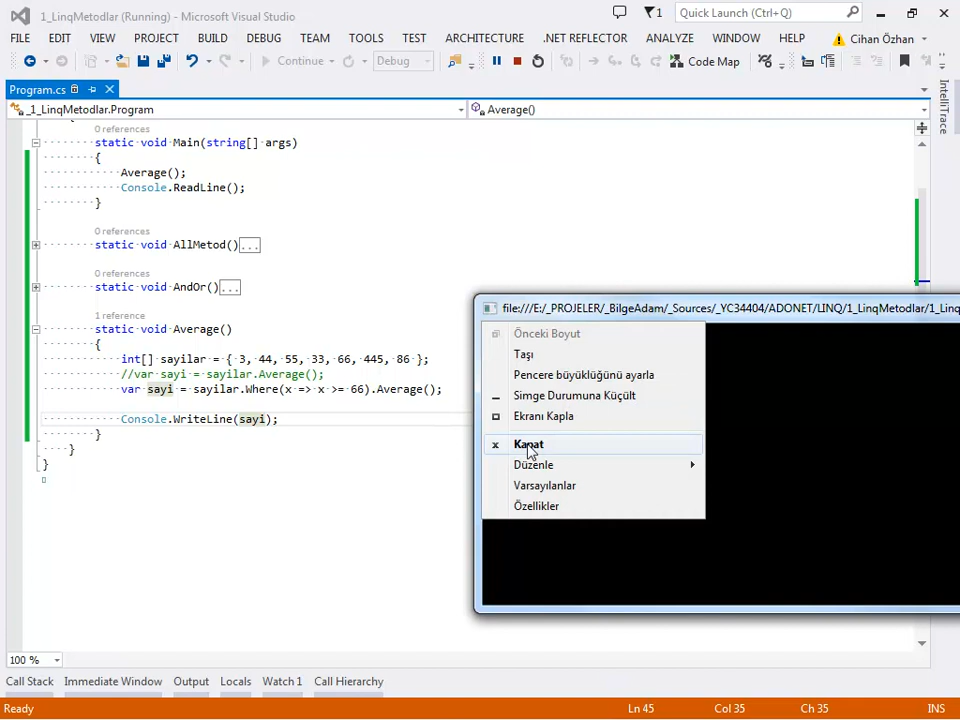 1_LinqMetodlar (Running) - Microsoft Visual Studio
1
Quick Launch (Ctrl+Q)
FILE EDIT VIEW PROJECT BUILD DEBUG TEAM TOOLS TEST ARCHITECTURE .NET REFLECTOR ANALYZE WINDOW HELP Cihan Özhan
Continue Debug Code Map
Program.cs
_1_LinqMetodlar.Program Average()
IntelliTrace
0 references
static void Main(string[] args)
{
Average();
Console.ReadLine();
}
0 references
static void AllMetod()...
0 references
static void AndOr()...
1 reference
static void Average()
{
int[] sayilar = { 3, 44, 55, 33, 66, 445, 86 };
//var sayi = sayilar.Average();
var sayi = sayilar.Where(x => x >= 66).Average();
Console.WriteLine(sayi);
}
}
}
file:///E:/_PROJELER/_BilgeAdam/_Sources/_YC34404/ADONET/LINQ/1_LinqMetodlar/1_Linq
Önceki Boyut
Taşı
Pencere büyüklüğünü ayarla
Simge Durumuna Küçült
Ekranı Kapla
x Kapat
Düzenle
Varsayılanlar
Özellikler
100 %
Call Stack Immediate Window Output Locals Watch 1 Call Hierarchy
Ready Ln 45 Col 35 Ch 35 INS